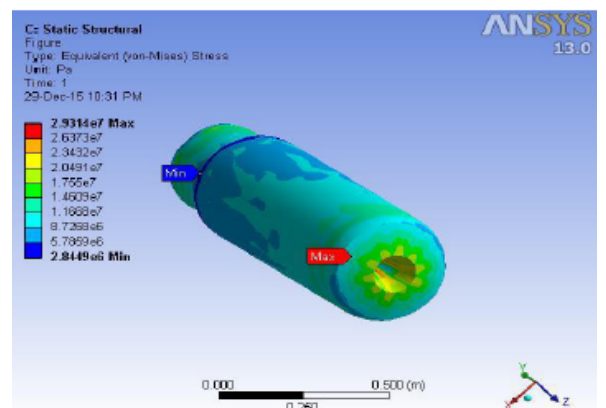 C: Static Structural
Figure
Type: Equivalent (von-Mises) Stress
Unit: Pa
Time: 1
29-Dec-15 10:31 PM
ANSYS
13.0
2.9314e7 Max
2.6373e7
2.3432e7
2.0491e7
1.755e7
1.4609e7
1.1668e7
8.7268e6
5.7859e6
2.8449e6 Min
Min
Max
0.000
0.500 (m)
0.250
Y
X
Z